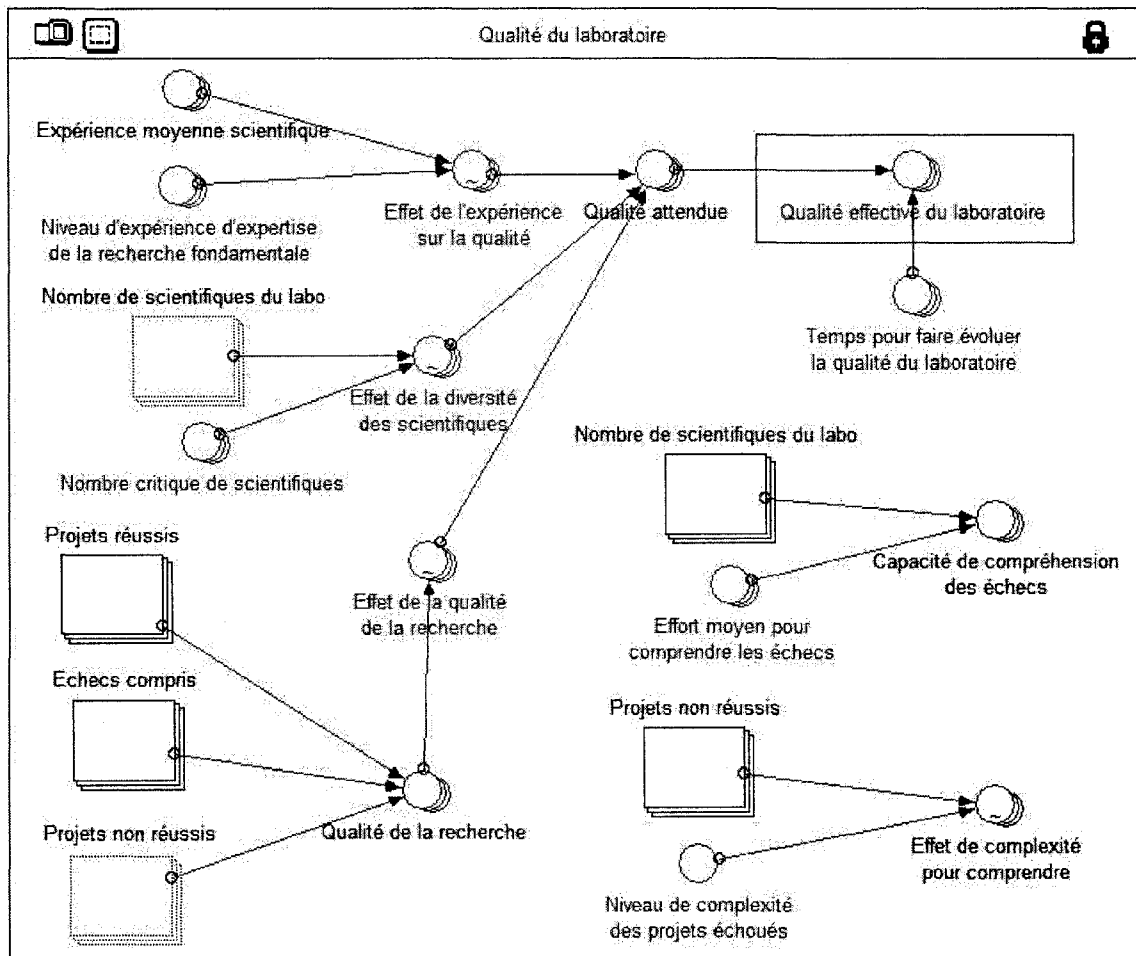 Qualité du laboratoire
Expérience moyenne scientifique
Niveau d'expérience d'expertise
de la recherche fondamentale
Effet de l'expérience
sur la qualité
Qualité attendue
Qualité effective du laboratoire
Temps pour faire évoluer
la qualité du laboratoire
Nombre de scientifiques du labo
Effet de la diversité
des scientifiques
Nombre critique de scientifiques
Nombre de scientifiques du labo
Capacité de compréhension
des échecs
Effort moyen pour
comprendre les échecs
Projets réussis
Effet de la qualité
de la recherche
Echecs compris
Projets non réussis
Qualité de la recherche
Projets non réussis
Effet de complexité
pour comprendre
Niveau de complexité
des projets échoués